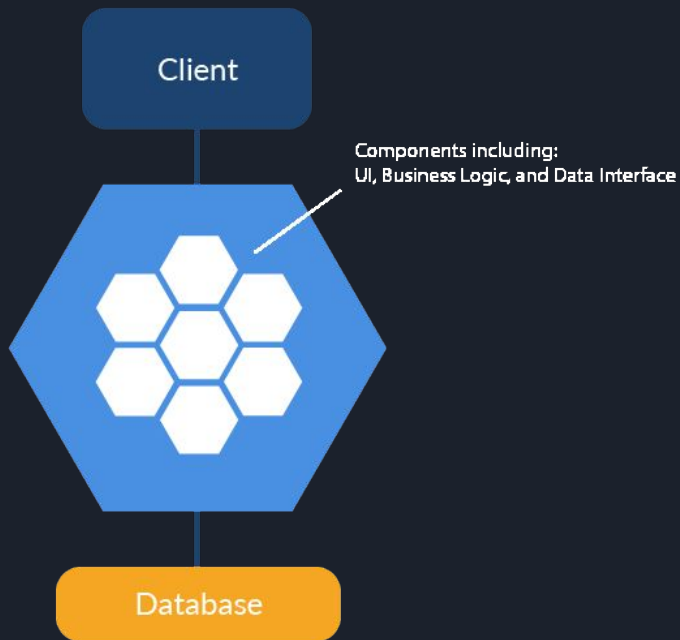 Client
Components including:
UI, Business Logic, and Data Interface
Database